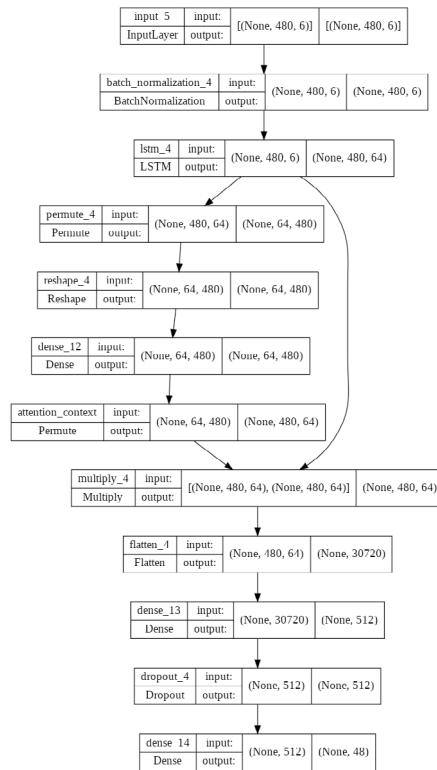 input_5 input: [(None, 480, 6)] [(None, 480, 6)]
InputLayer output:
batch_normalization_4 input: (None, 480, 6) (None, 480, 6)
BatchNormalization output:
lstm_4 input: (None, 480, 6) (None, 480, 64)
LSTM output:
permute_4 input: (None, 480, 64) (None, 64, 480)
Permute output:
reshape_4 input: (None, 64, 480) (None, 64, 480)
Reshape output:
dense_12 input: (None, 64, 480) (None, 64, 480)
Dense output:
attention_context input: (None, 64, 480) (None, 480, 64)
Permute output:
multiply_4 input: [(None, 480, 64), (None, 480, 64)] (None, 480, 64)
Multiply output:
flatten_4 input: (None, 480, 64) (None, 30720)
Flatten output:
dense_13 input: (None, 30720) (None, 512)
Dense output:
dropout_4 input: (None, 512) (None, 512)
Dropout output:
dense_14 input: (None, 512) (None, 48)
Dense output: